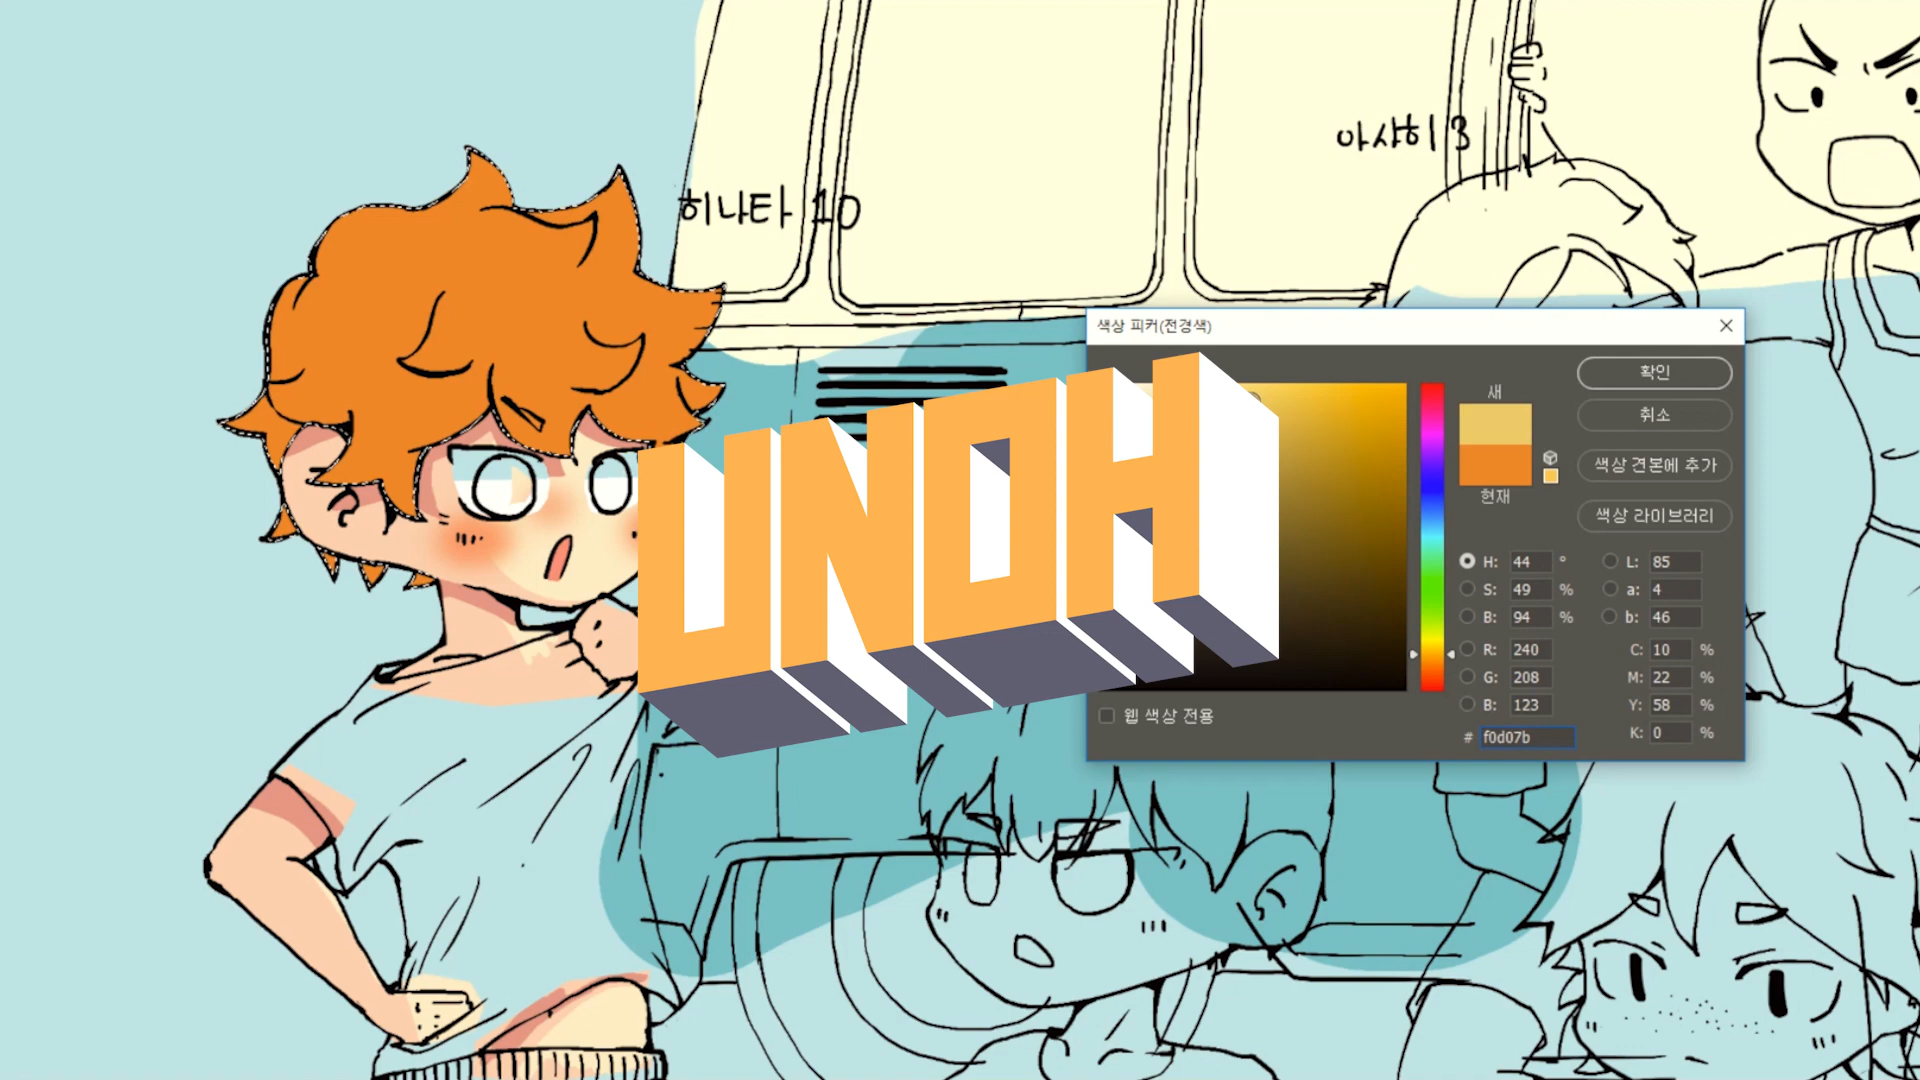 아사히 3
히나타 10
색상 피커(전경색)
확인
새
취소
색상 견본에 추가
현재
색상 라이브러리
UNOH
H: 44 °
L: 85
S: 49 %
a: 4
B: 94 %
b: 46
R: 240
C: 10 %
G: 208
M: 22 %
B: 123
Y: 58 %
웹 색상 전용
# f0d07b
K: 0 %